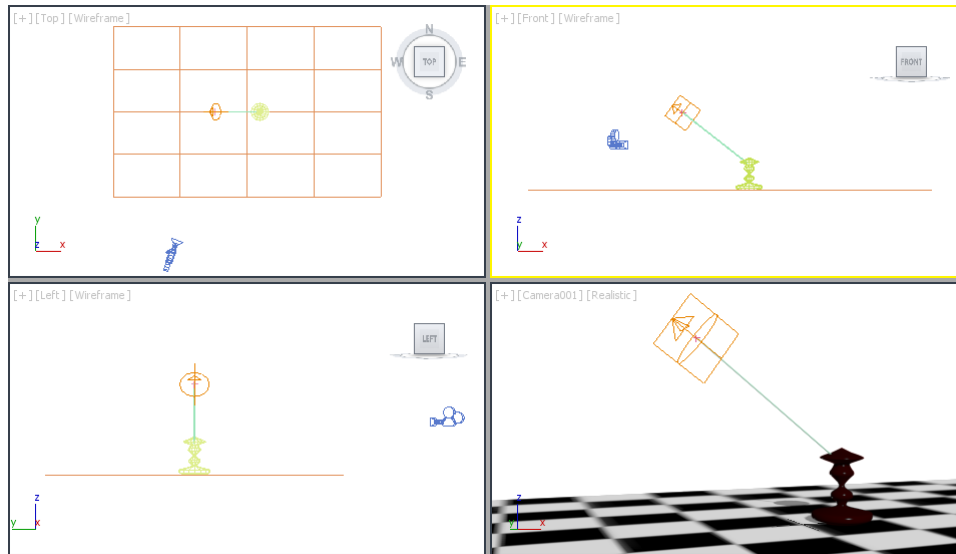 [+] [Top] [Wireframe]
N
W TOP E
S
y
z x
[+] [Front] [Wireframe]
FRONT
z
y x
[+] [Left] [Wireframe]
LEFT
z
y x
[+] [Camera001] [Realistic]
z
y x